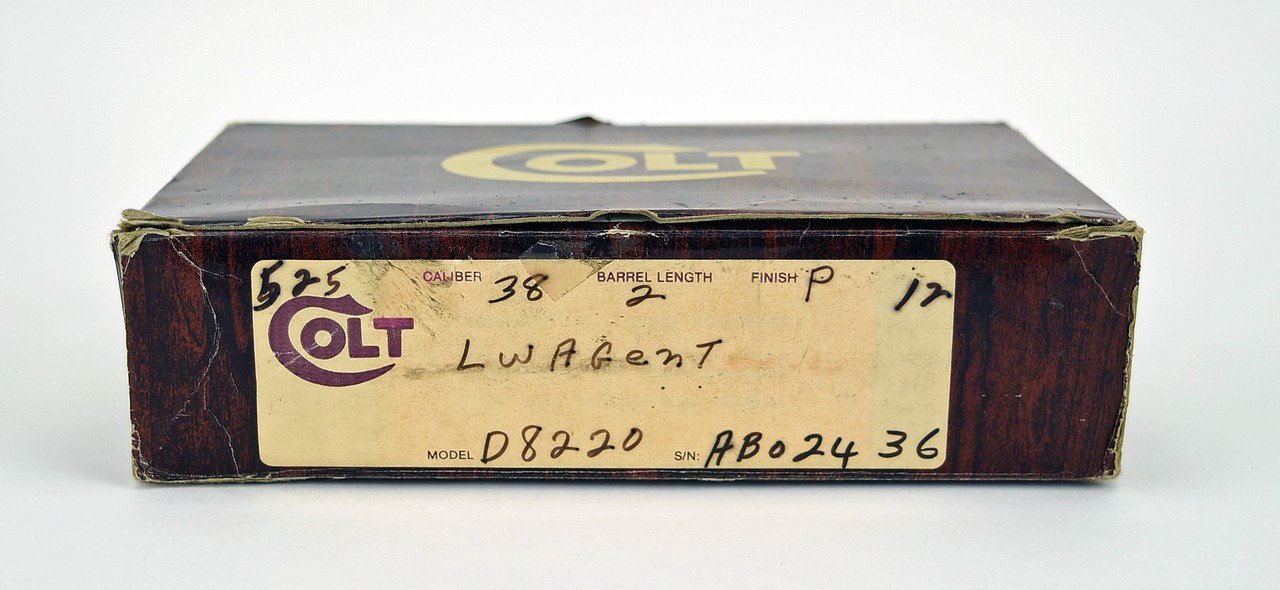 COLT
525 CALIBER 38 BARREL LENGTH 2 FINISH P 12
COLT
LWAGenT
MODEL D8220 S/N: AB02436